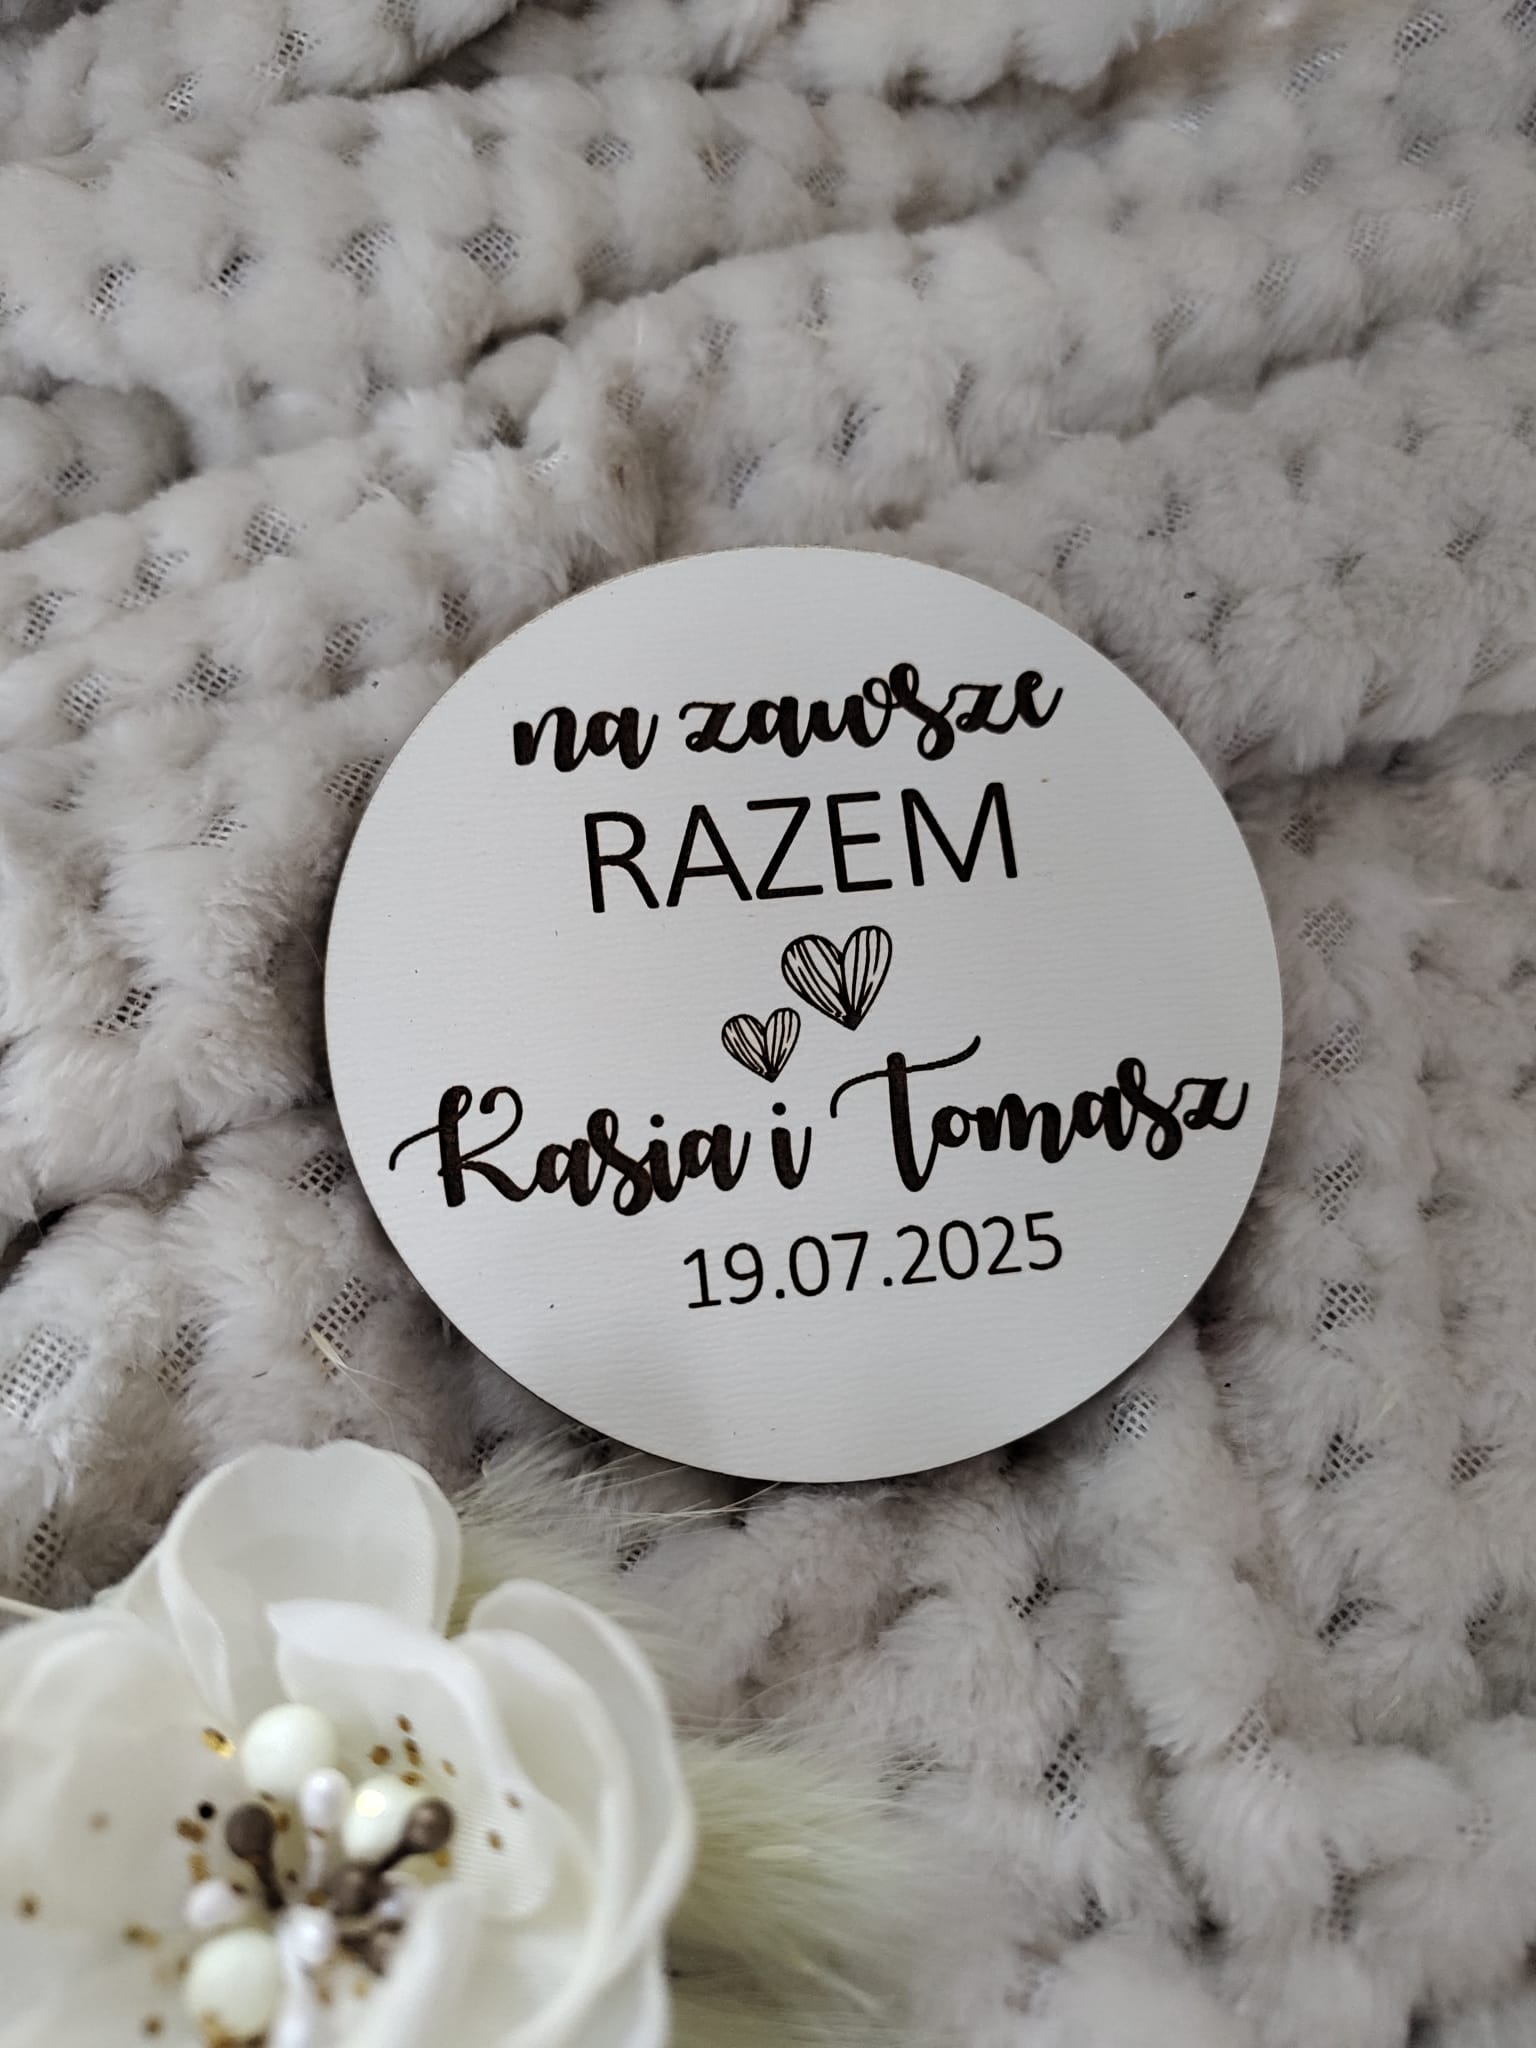 na zawsze
RAZEM
Kasia i Tomasz
19.07.2025